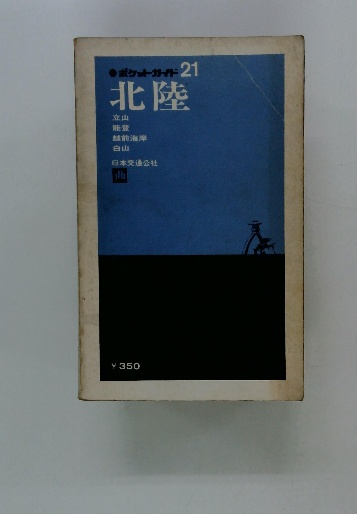 ●ポケットガイド21
北陸
立山
能登
越前海岸
白山
日本交通公社
￥350